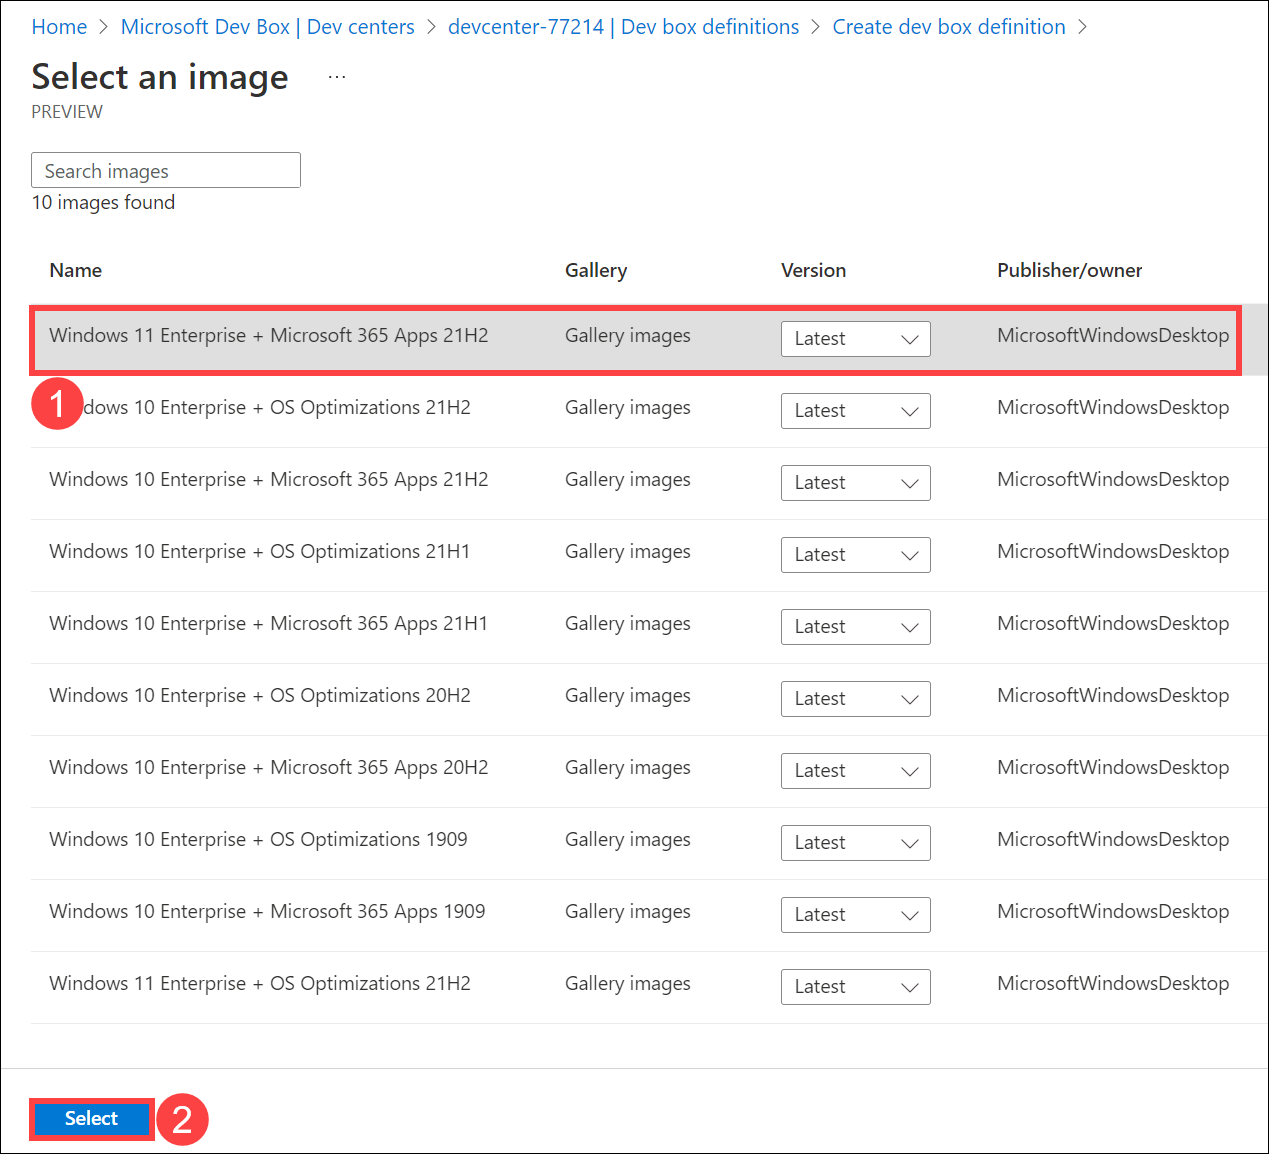 Home > Microsoft Dev Box | Dev centers > devcenter-77214 | Dev box definitions > Create dev box definition >
Select an image ...
PREVIEW
Search images
10 images found
Name Gallery Version Publisher/owner
Windows 11 Enterprise + Microsoft 365 Apps 21H2 Gallery images Latest MicrosoftWindowsDesktop
1 dows 10 Enterprise + OS Optimizations 21H2 Gallery images Latest MicrosoftWindowsDesktop
Windows 10 Enterprise + Microsoft 365 Apps 21H2 Gallery images Latest MicrosoftWindowsDesktop
Windows 10 Enterprise + OS Optimizations 21H1 Gallery images Latest MicrosoftWindowsDesktop
Windows 10 Enterprise + Microsoft 365 Apps 21H1 Gallery images Latest MicrosoftWindowsDesktop
Windows 10 Enterprise + OS Optimizations 20H2 Gallery images Latest MicrosoftWindowsDesktop
Windows 10 Enterprise + Microsoft 365 Apps 20H2 Gallery images Latest MicrosoftWindowsDesktop
Windows 10 Enterprise + OS Optimizations 1909 Gallery images Latest MicrosoftWindowsDesktop
Windows 10 Enterprise + Microsoft 365 Apps 1909 Gallery images Latest MicrosoftWindowsDesktop
Windows 11 Enterprise + OS Optimizations 21H2 Gallery images Latest MicrosoftWindowsDesktop
Select 2